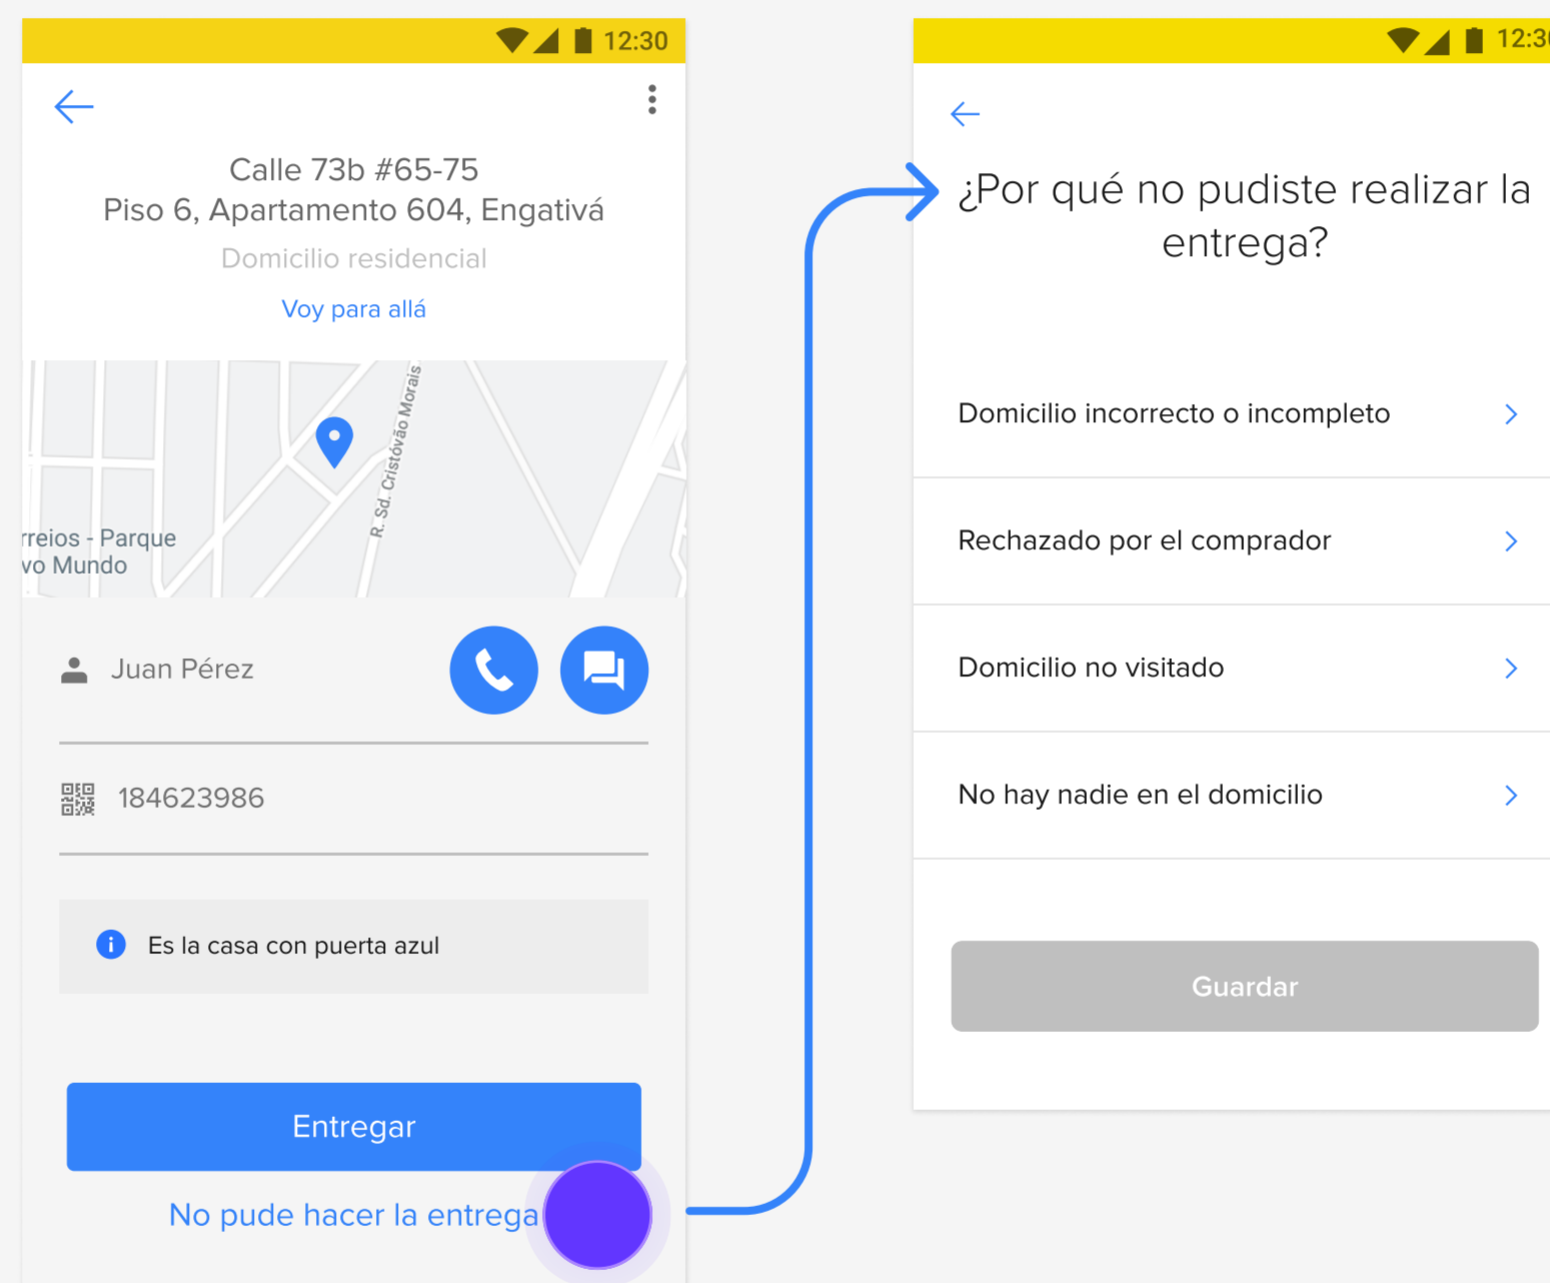 12:30
Calle 73b #65-75
Piso 6, Apartamento 604, Engativá
Domicilio residencial
Voy para allá
R. Sd. Cristóvão Morais
rreios - Parque
vo Mundo
Juan Pérez
184623986
Es la casa con puerta azul
Entregar
No pude hacer la entrega
12:30
¿Por qué no pudiste realizar la
entrega?
Domicilio incorrecto o incompleto
Rechazado por el comprador
Domicilio no visitado
No hay nadie en el domicilio
Guardar